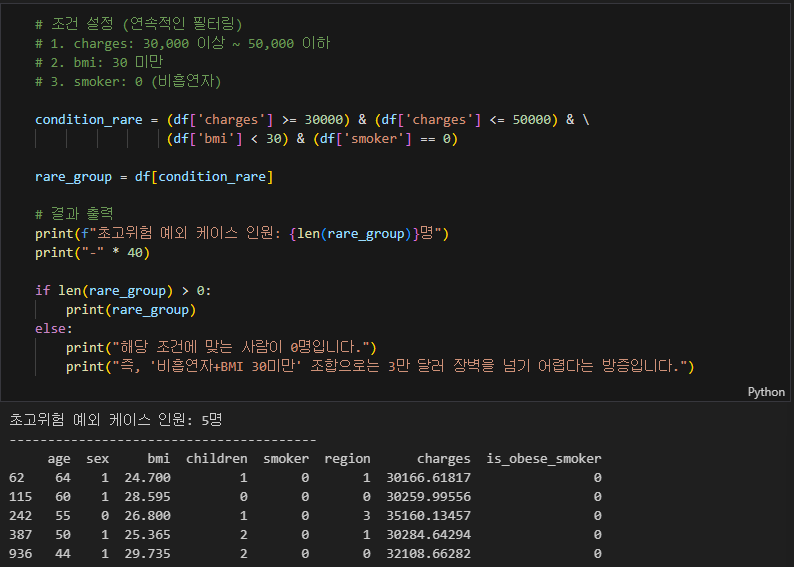 # 조건 설정 (연속적인 필터링)
# 1. charges: 30,000 이상 ~ 50,000 이하
# 2. bmi: 30 미만
# 3. smoker: 0 (비흡연자)
condition_rare = (df['charges'] >= 30000) & (df['charges'] <= 50000) & \
(df['bmi'] < 30) & (df['smoker'] == 0)
rare_group = df[condition_rare]
# 결과 출력
print(f"초고위험 예외 케이스 인원: {len(rare_group)}명")
print("-" * 40)
if len(rare_group) > 0:
print(rare_group)
else:
print("해당 조건에 맞는 사람이 0명입니다.")
print("즉, '비흡연자+BMI 30미만' 조합으로는 3만 달러 장벽을 넘기 어렵다는 방증입니다.")
Python
초고위험 예외 케이스 인원: 5명
----------------------------------------
age sex bmi children smoker region charges is_obese_smoker
62 64 1 24.700 1 0 1 30166.61817 0
115 60 1 28.595 0 0 0 30259.99556 0
242 55 0 26.800 1 0 3 35160.13457 0
387 50 1 25.365 2 0 1 30284.64294 0
936 44 1 29.735 2 0 0 32108.66282 0